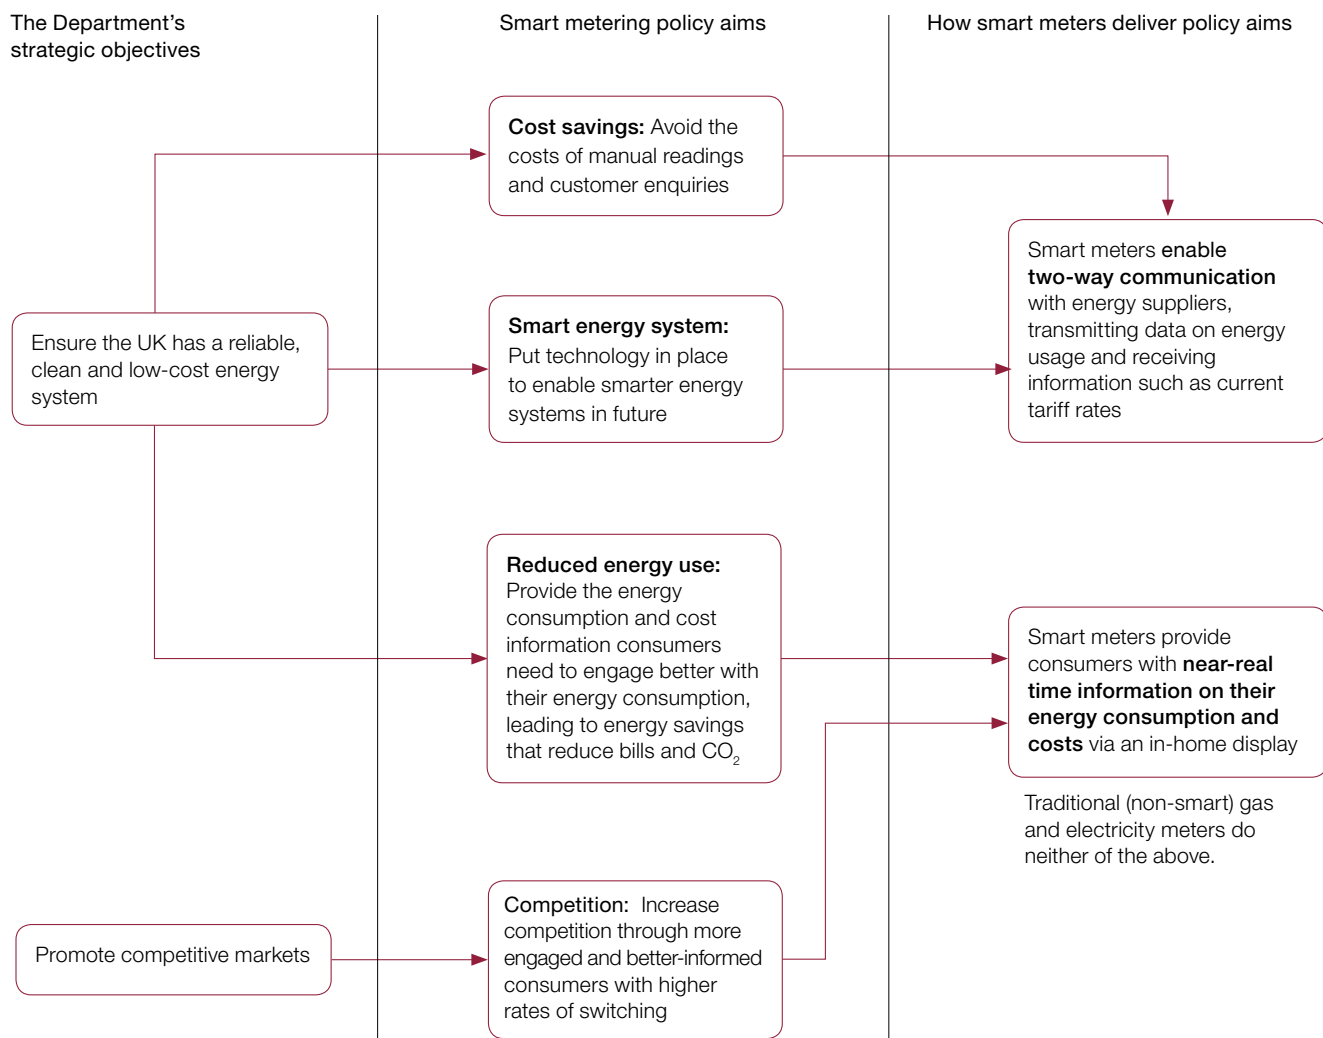 The Department’s
strategic objectives
Smart metering policy aims
How smart meters deliver policy aims
Cost savings: Avoid the
costs of manual readings
and customer enquiries
Smart meters enable
two-way communication
with energy suppliers,
transmitting data on energy
usage and receiving
information such as current
tariff rates
Ensure the UK has a reliable,
clean and low-cost energy
system
Smart energy system:
Put technology in place
to enable smarter energy
systems in future
Reduced energy use:
Provide the energy
consumption and cost
information consumers
need to engage better with
their energy consumption,
leading to energy savings
that reduce bills and CO₂
Smart meters provide
consumers with near-real
time information on their
energy consumption and
costs via an in-home display
Traditional (non-smart) gas
and electricity meters do
neither of the above.
Promote competitive markets
Competition: Increase
competition through more
engaged and better-informed
consumers with higher
rates of switching